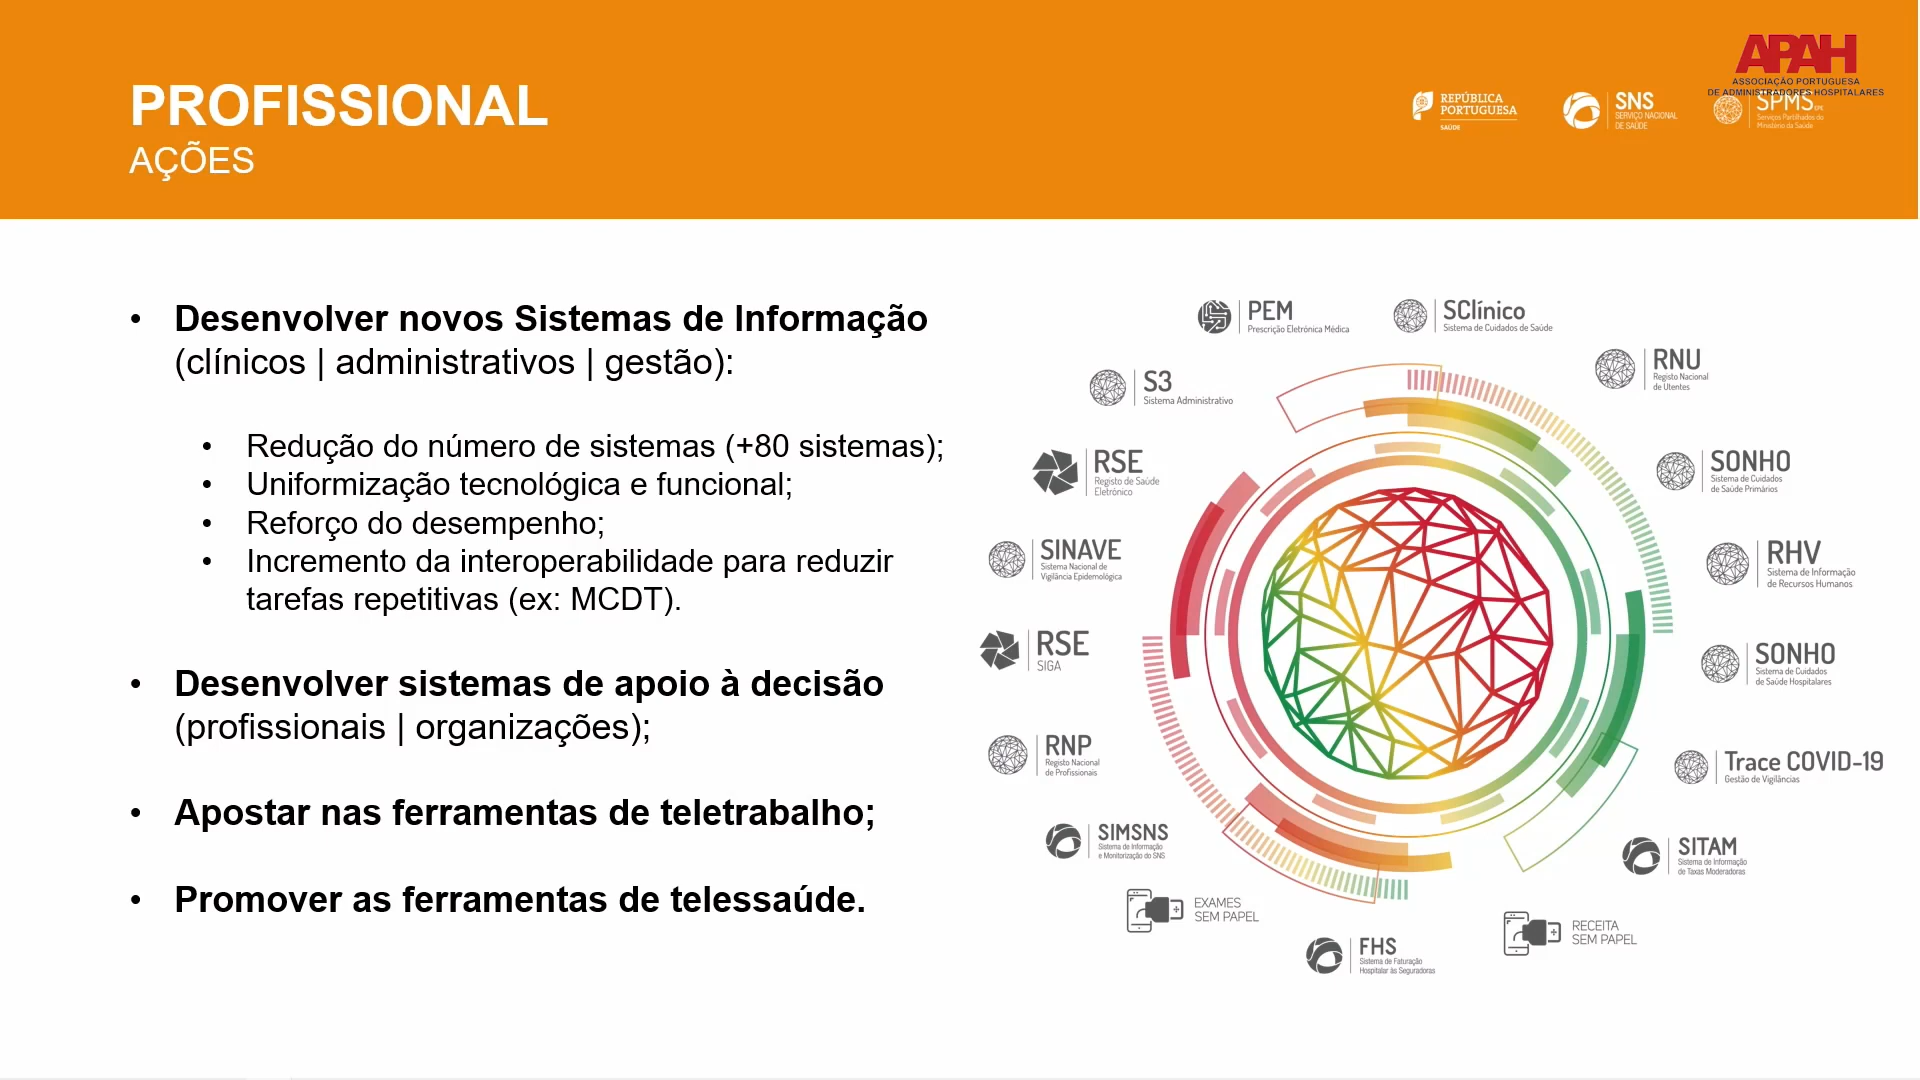 PROFISSIONAL
AÇÕES
REPÚBLICA
PORTUGUESA
SAÚDE
SNS
SERVIÇO NACIONAL
DE SAÚDE
APAH
ASSOCIAÇÃO PORTUGUESA
DE ADMINISTRADORES HOSPITALARES
SPMS EPE
Serviços Partilhados do
Ministério da Saúde
• Desenvolver novos Sistemas de Informação
(clínicos | administrativos | gestão):
• Redução do número de sistemas (+80 sistemas);
• Uniformização tecnológica e funcional;
• Reforço do desempenho;
• Incremento da interoperabilidade para reduzir
tarefas repetitivas (ex: MCDT).
• Desenvolver sistemas de apoio à decisão
(profissionais | organizações);
• Apostar nas ferramentas de teletrabalho;
• Promover as ferramentas de telessaúde.
PEM
Prescrição Eletrónica Médica
SClínico
Sistema de Cuidados de Saúde
RNU
Registo Nacional
de Utentes
S3
Sistema Administrativo
RSE
Registo de Saúde
Eletrónico
SONHO
Sistema de Cuidados
de Saúde Primários
SINAVE
Sistema Nacional de
Vigilância Epidemológica
RHV
Sistema de Informação
de Recursos Humanos
RSE
SIGA
SONHO
Sistema de Cuidados
de Saúde Hospitalares
RNP
Registo Nacional
de Profissionais
Trace COVID-19
Gestão de Vigilâncias
SIMSNS
Sistema de Informação
e Monitorização do SNS
SITAM
Sistema de Informação
de Taxas Moderadoras
EXAMES
SEM PAPEL
RECEITA
SEM PAPEL
FHS
Sistema de Faturação
Hospitalar às Seguradoras